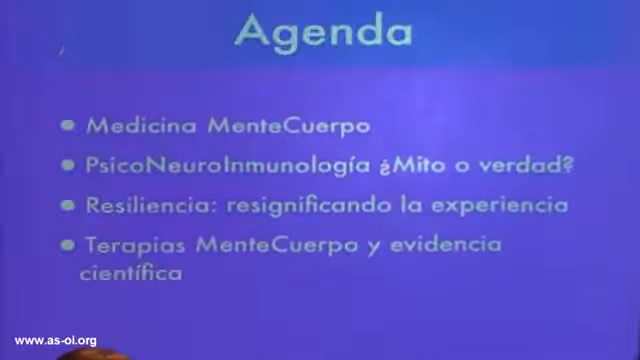 Agenda
Medicina MenteCuerpo
PsicoNeuroInmunología ¿Mito o verdad?
Resiliencia: resignificando la experiencia
Terapias MenteCuerpo y evidencia
científica
www.as-oi.org